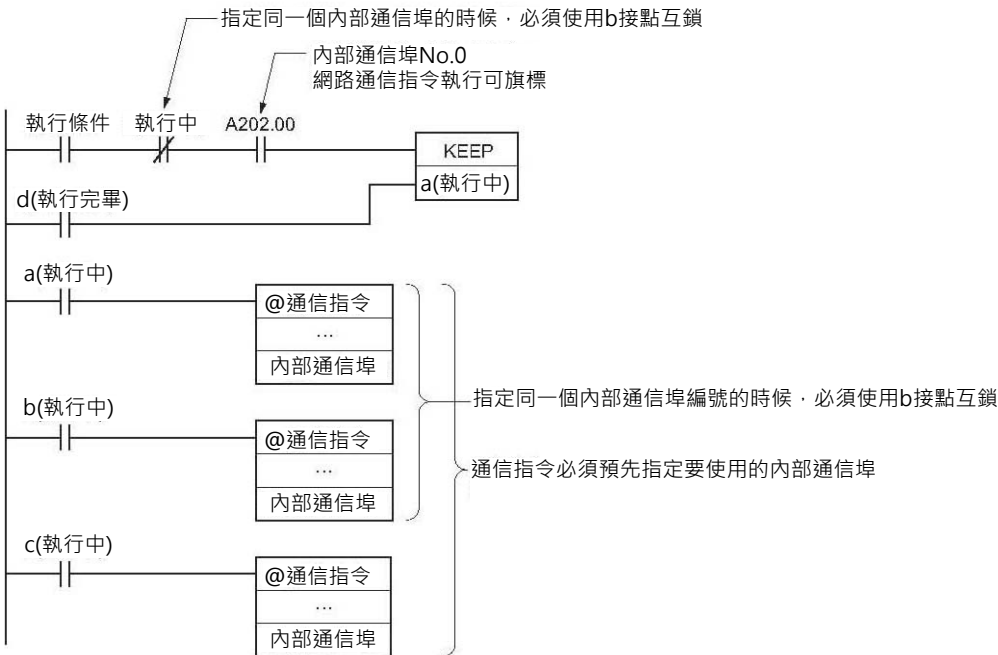 指定同一個內部通信埠的時候，必須使用b接點互鎖
內部通信埠No.0
網路通信指令執行可旗標
執行條件 執行中 A202.00
KEEP
a(執行中)
d(執行完畢)
a(執行中)
@通信指令
...
內部通信埠
指定同一個內部通信埠編號的時候，必須使用b接點互鎖
b(執行中)
@通信指令
...
內部通信埠
通信指令必須預先指定要使用的內部通信埠
c(執行中)
@通信指令
...
內部通信埠